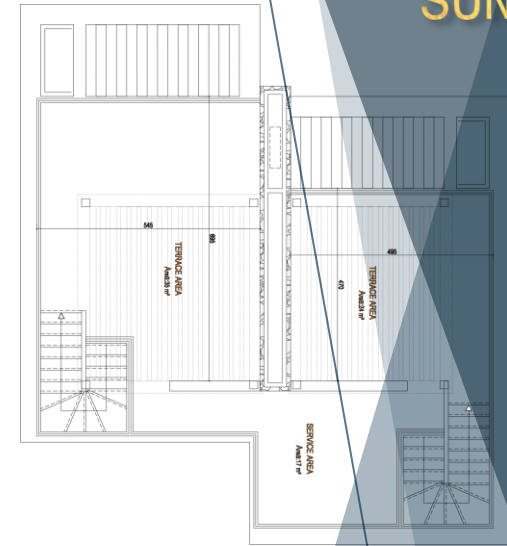 SUN
545
695
TERRACE AREA
Area:35 m²
495
470
TERRACE AREA
Area:24 m²
SERVICE AREA
Area:17 m²